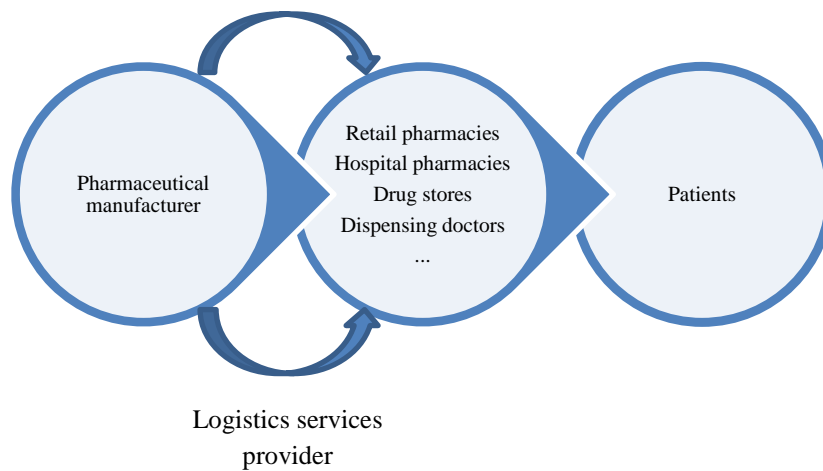 Pharmaceutical
manufacturer
Retail pharmacies
Hospital pharmacies
Drug stores
Dispensing doctors
...
Patients
Logistics services
provider